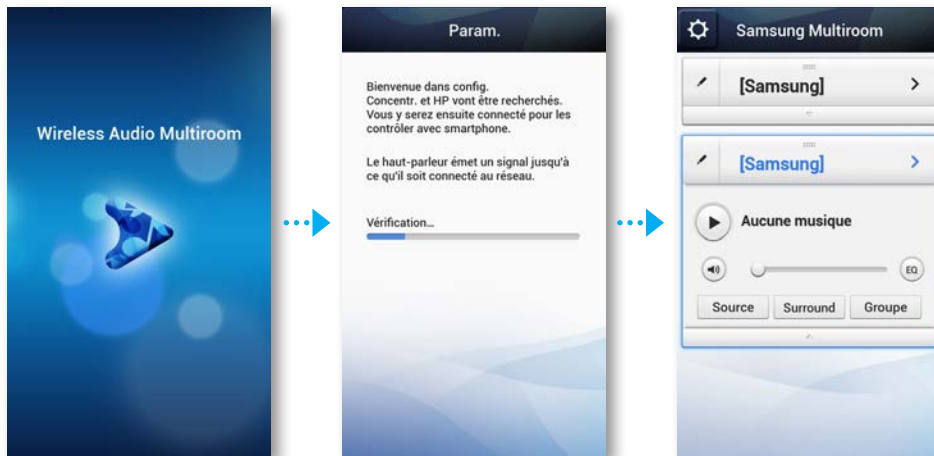 Wireless Audio Multiroom
Param.
Bienvenue dans config.
Concentr. et HP vont être recherchés.
Vous y serez ensuite connecté pour les
contrôler avec smartphone.
Le haut-parleur émet un signal jusqu'à
ce qu'il soit connecté au réseau.
Vérification...
Samsung Multiroom
[Samsung]
[Samsung]
Aucune musique
EQ
Source Surround Groupe